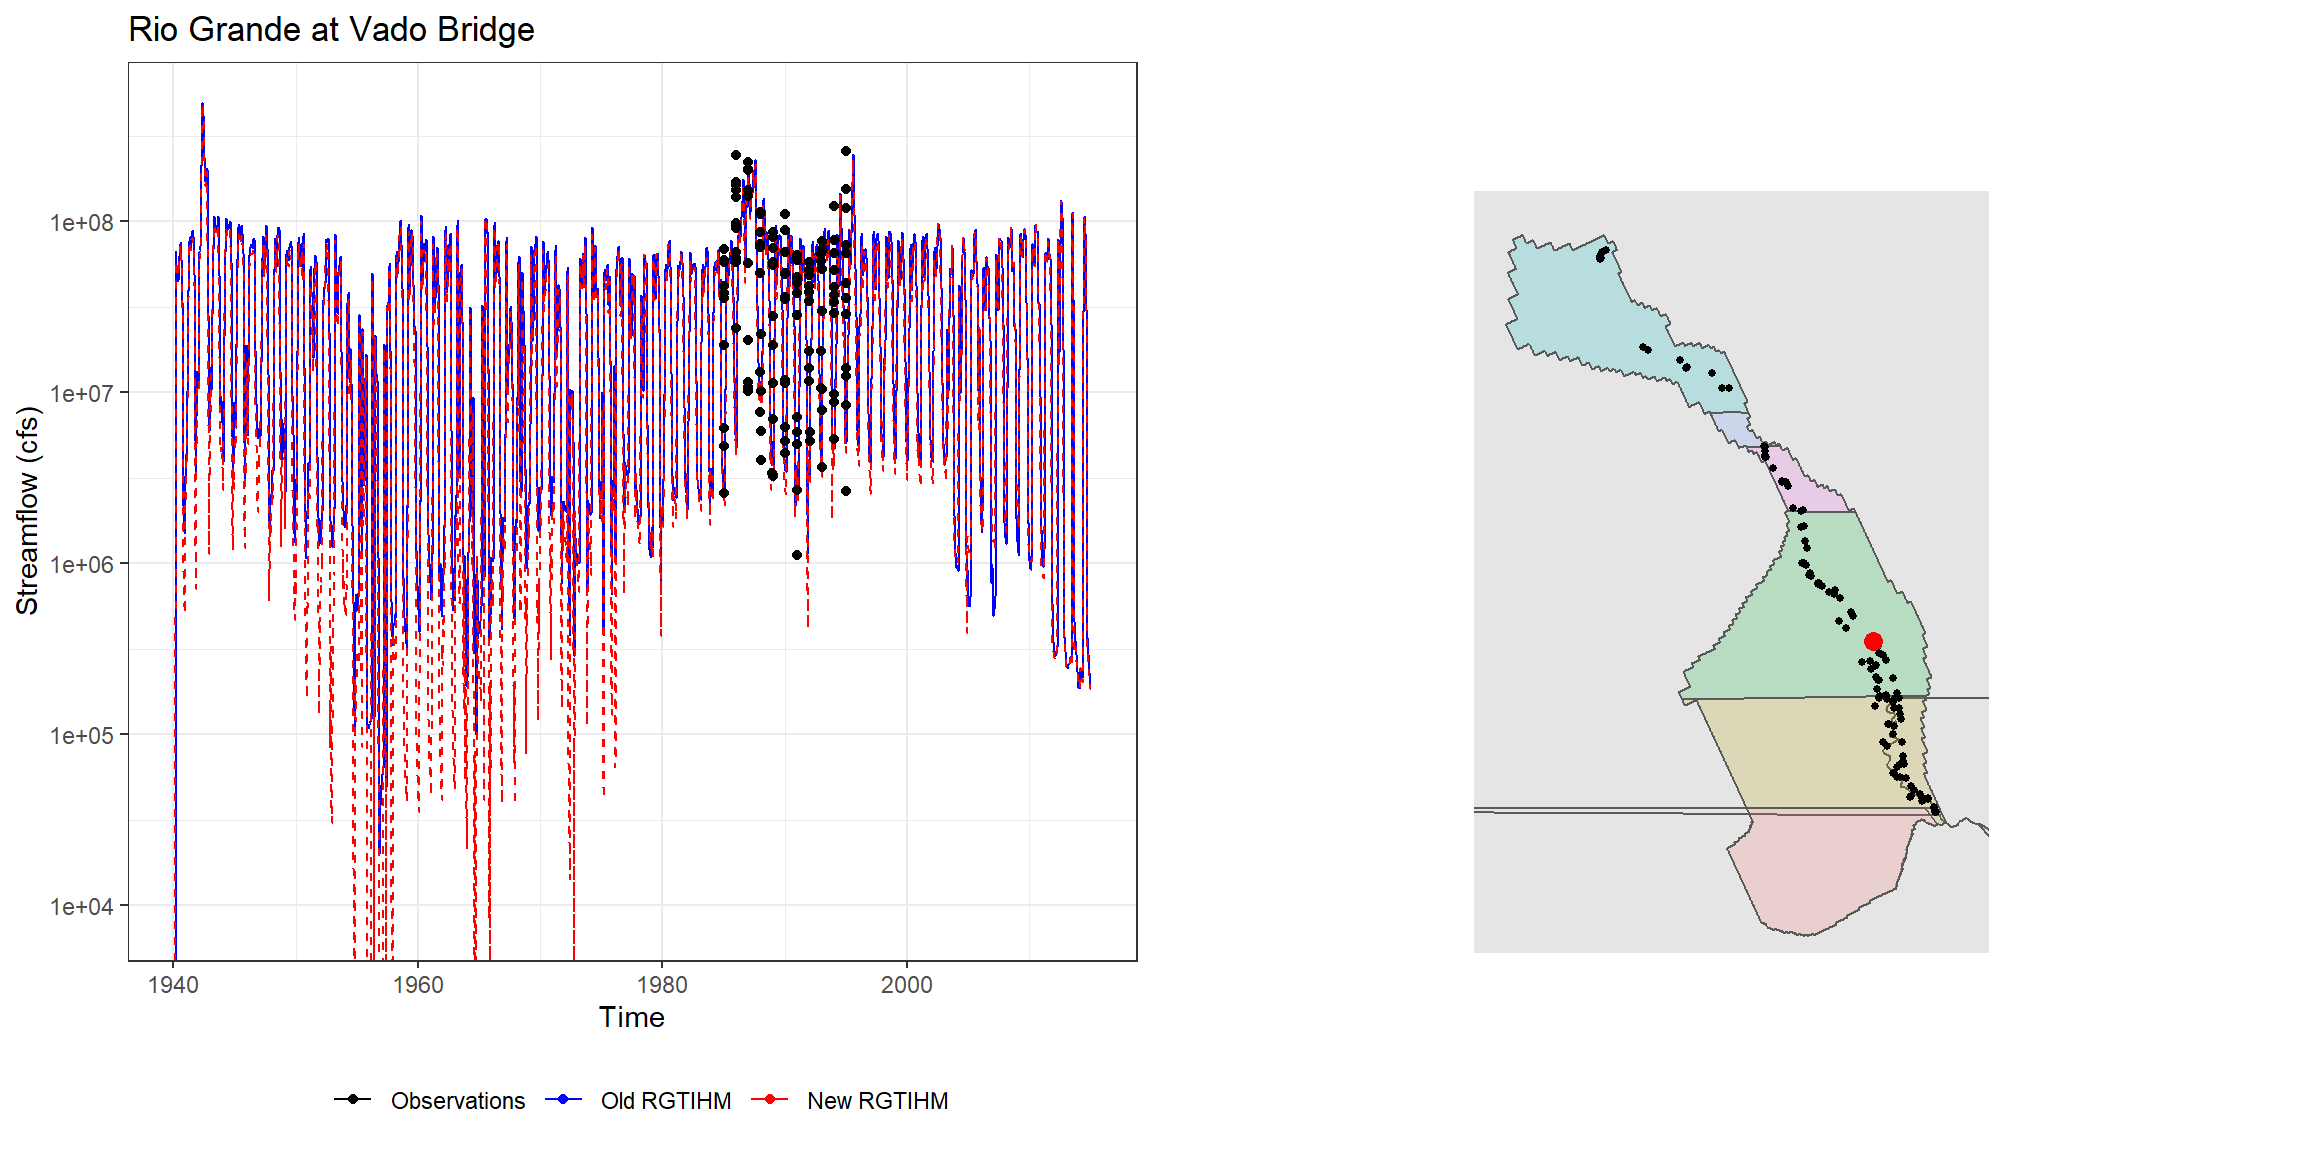 Rio Grande at Vado Bridge
Streamflow (cfs)
1e+08
1e+07
1e+06
1e+05
1e+04
1940 1960 1980 2000
Time
Observations Old RGTIHM New RGTIHM